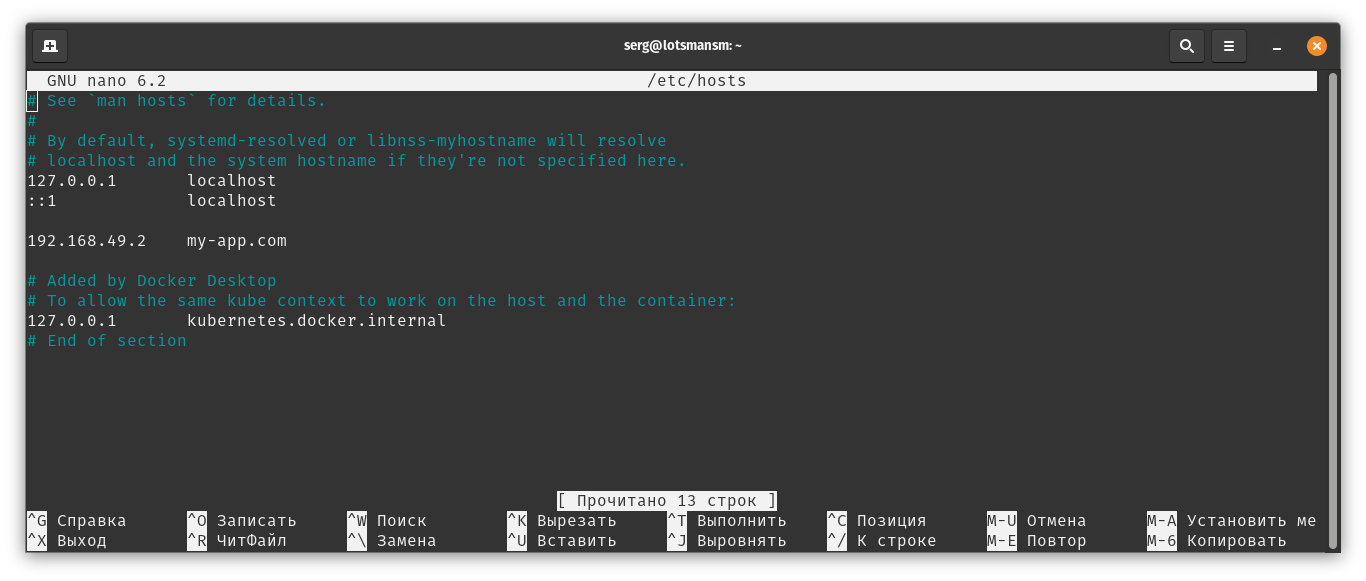 serg@lotsmansm: ~
GNU nano 6.2 /etc/hosts
# See `man hosts` for details.
#
# By default, systemd-resolved or libnss-myhostname will resolve
# localhost and the system hostname if they're not specified here.
127.0.0.1 localhost
::1 localhost
192.168.49.2 my-app.com
# Added by Docker Desktop
# To allow the same kube context to work on the host and the container:
127.0.0.1 kubernetes.docker.internal
# End of section
[ Прочитано 13 строк ]
^G Справка ^O Записать ^W Поиск ^K Вырезать ^T Выполнить ^C Позиция M-U Отмена M-A Установить ме
^X Выход ^R ЧитФайл ^\ Замена ^U Вставить ^J Выровнять ^/ К строке M-E Повтор M-6 Копировать